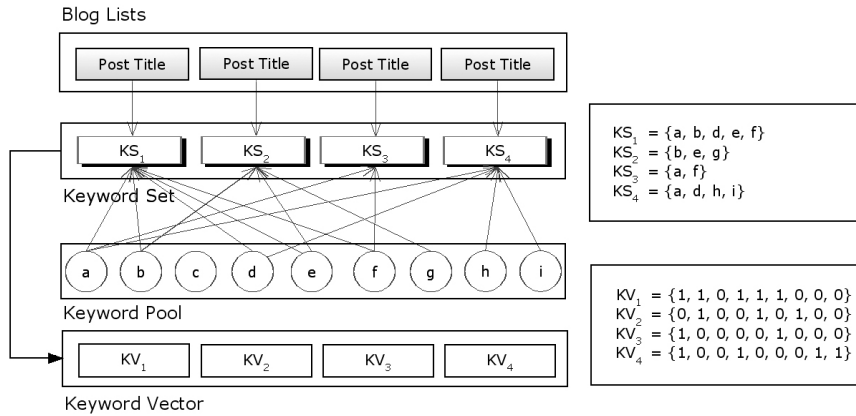 Blog Lists
Post Title Post Title Post Title Post Title
KS1 KS2 KS3 KS4
Keyword Set
a b c d e f g h i
Keyword Pool
KV1 KV2 KV3 KV4
Keyword Vector
KS1 = {a, b, d, e, f}
KS2 = {b, e, g}
KS3 = {a, f}
KS4 = {a, d, h, i}
KV1 = {1, 1, 0, 1, 1, 1, 0, 0, 0}
KV2 = {0, 1, 0, 0, 1, 0, 1, 0, 0}
KV3 = {1, 0, 0, 0, 0, 1, 0, 0, 0}
KV4 = {1, 0, 0, 1, 0, 0, 0, 1, 1}